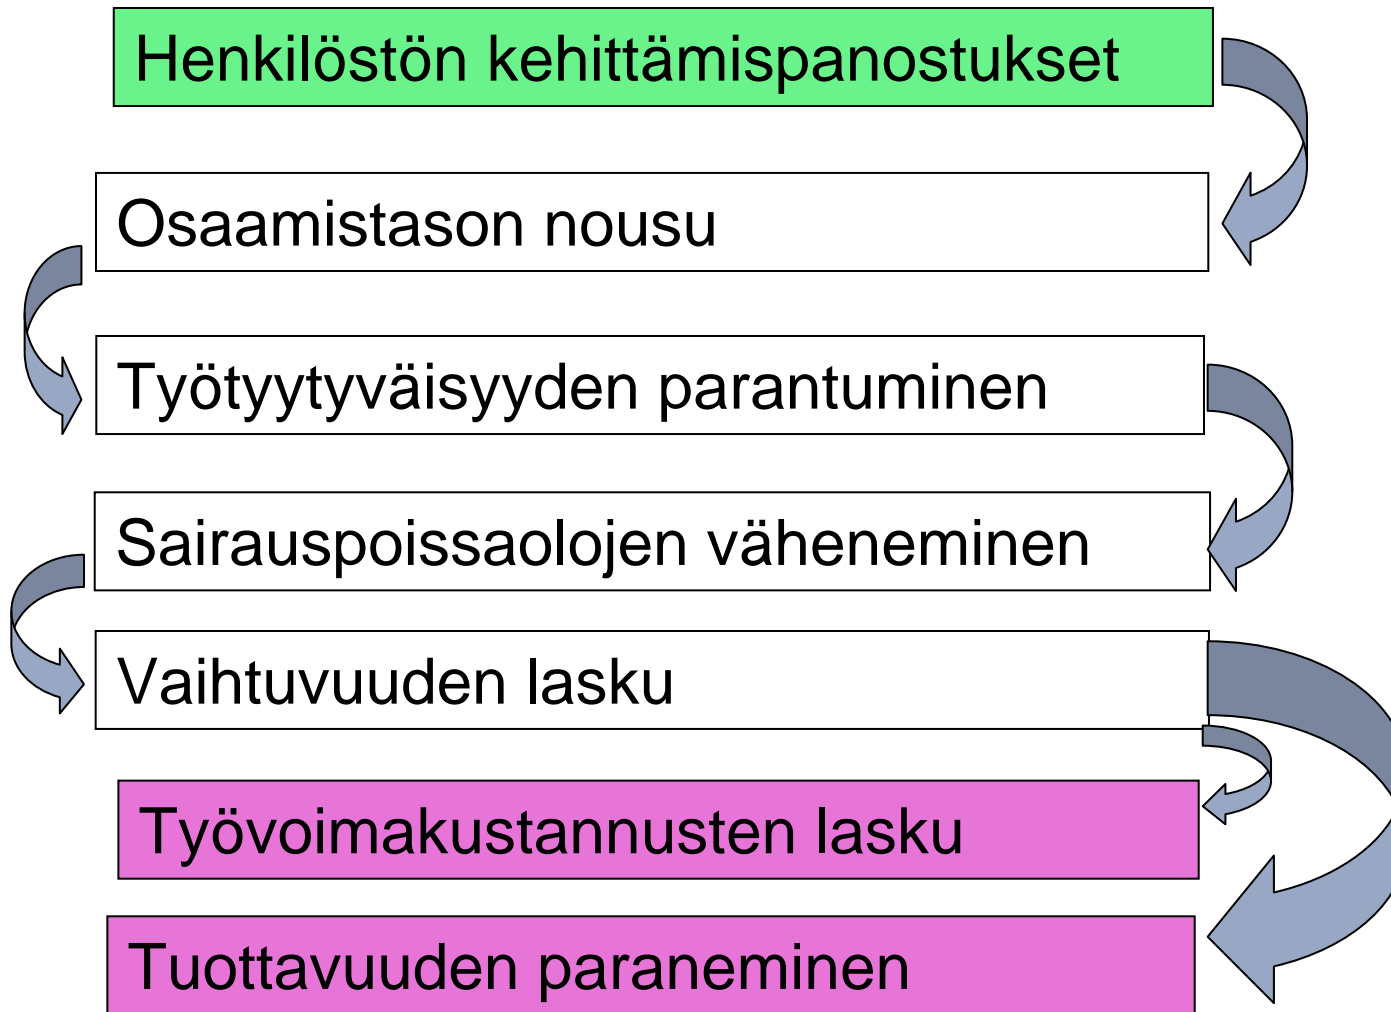 Henkilöstön kehittämispanostukset
Osaamistason nousu
Työtyytyväisyyden parantuminen
Sairauspoissaolojen väheneminen
Vaihtuvuuden lasku
Työvoimakustannusten lasku
Tuottavuuden paraneminen